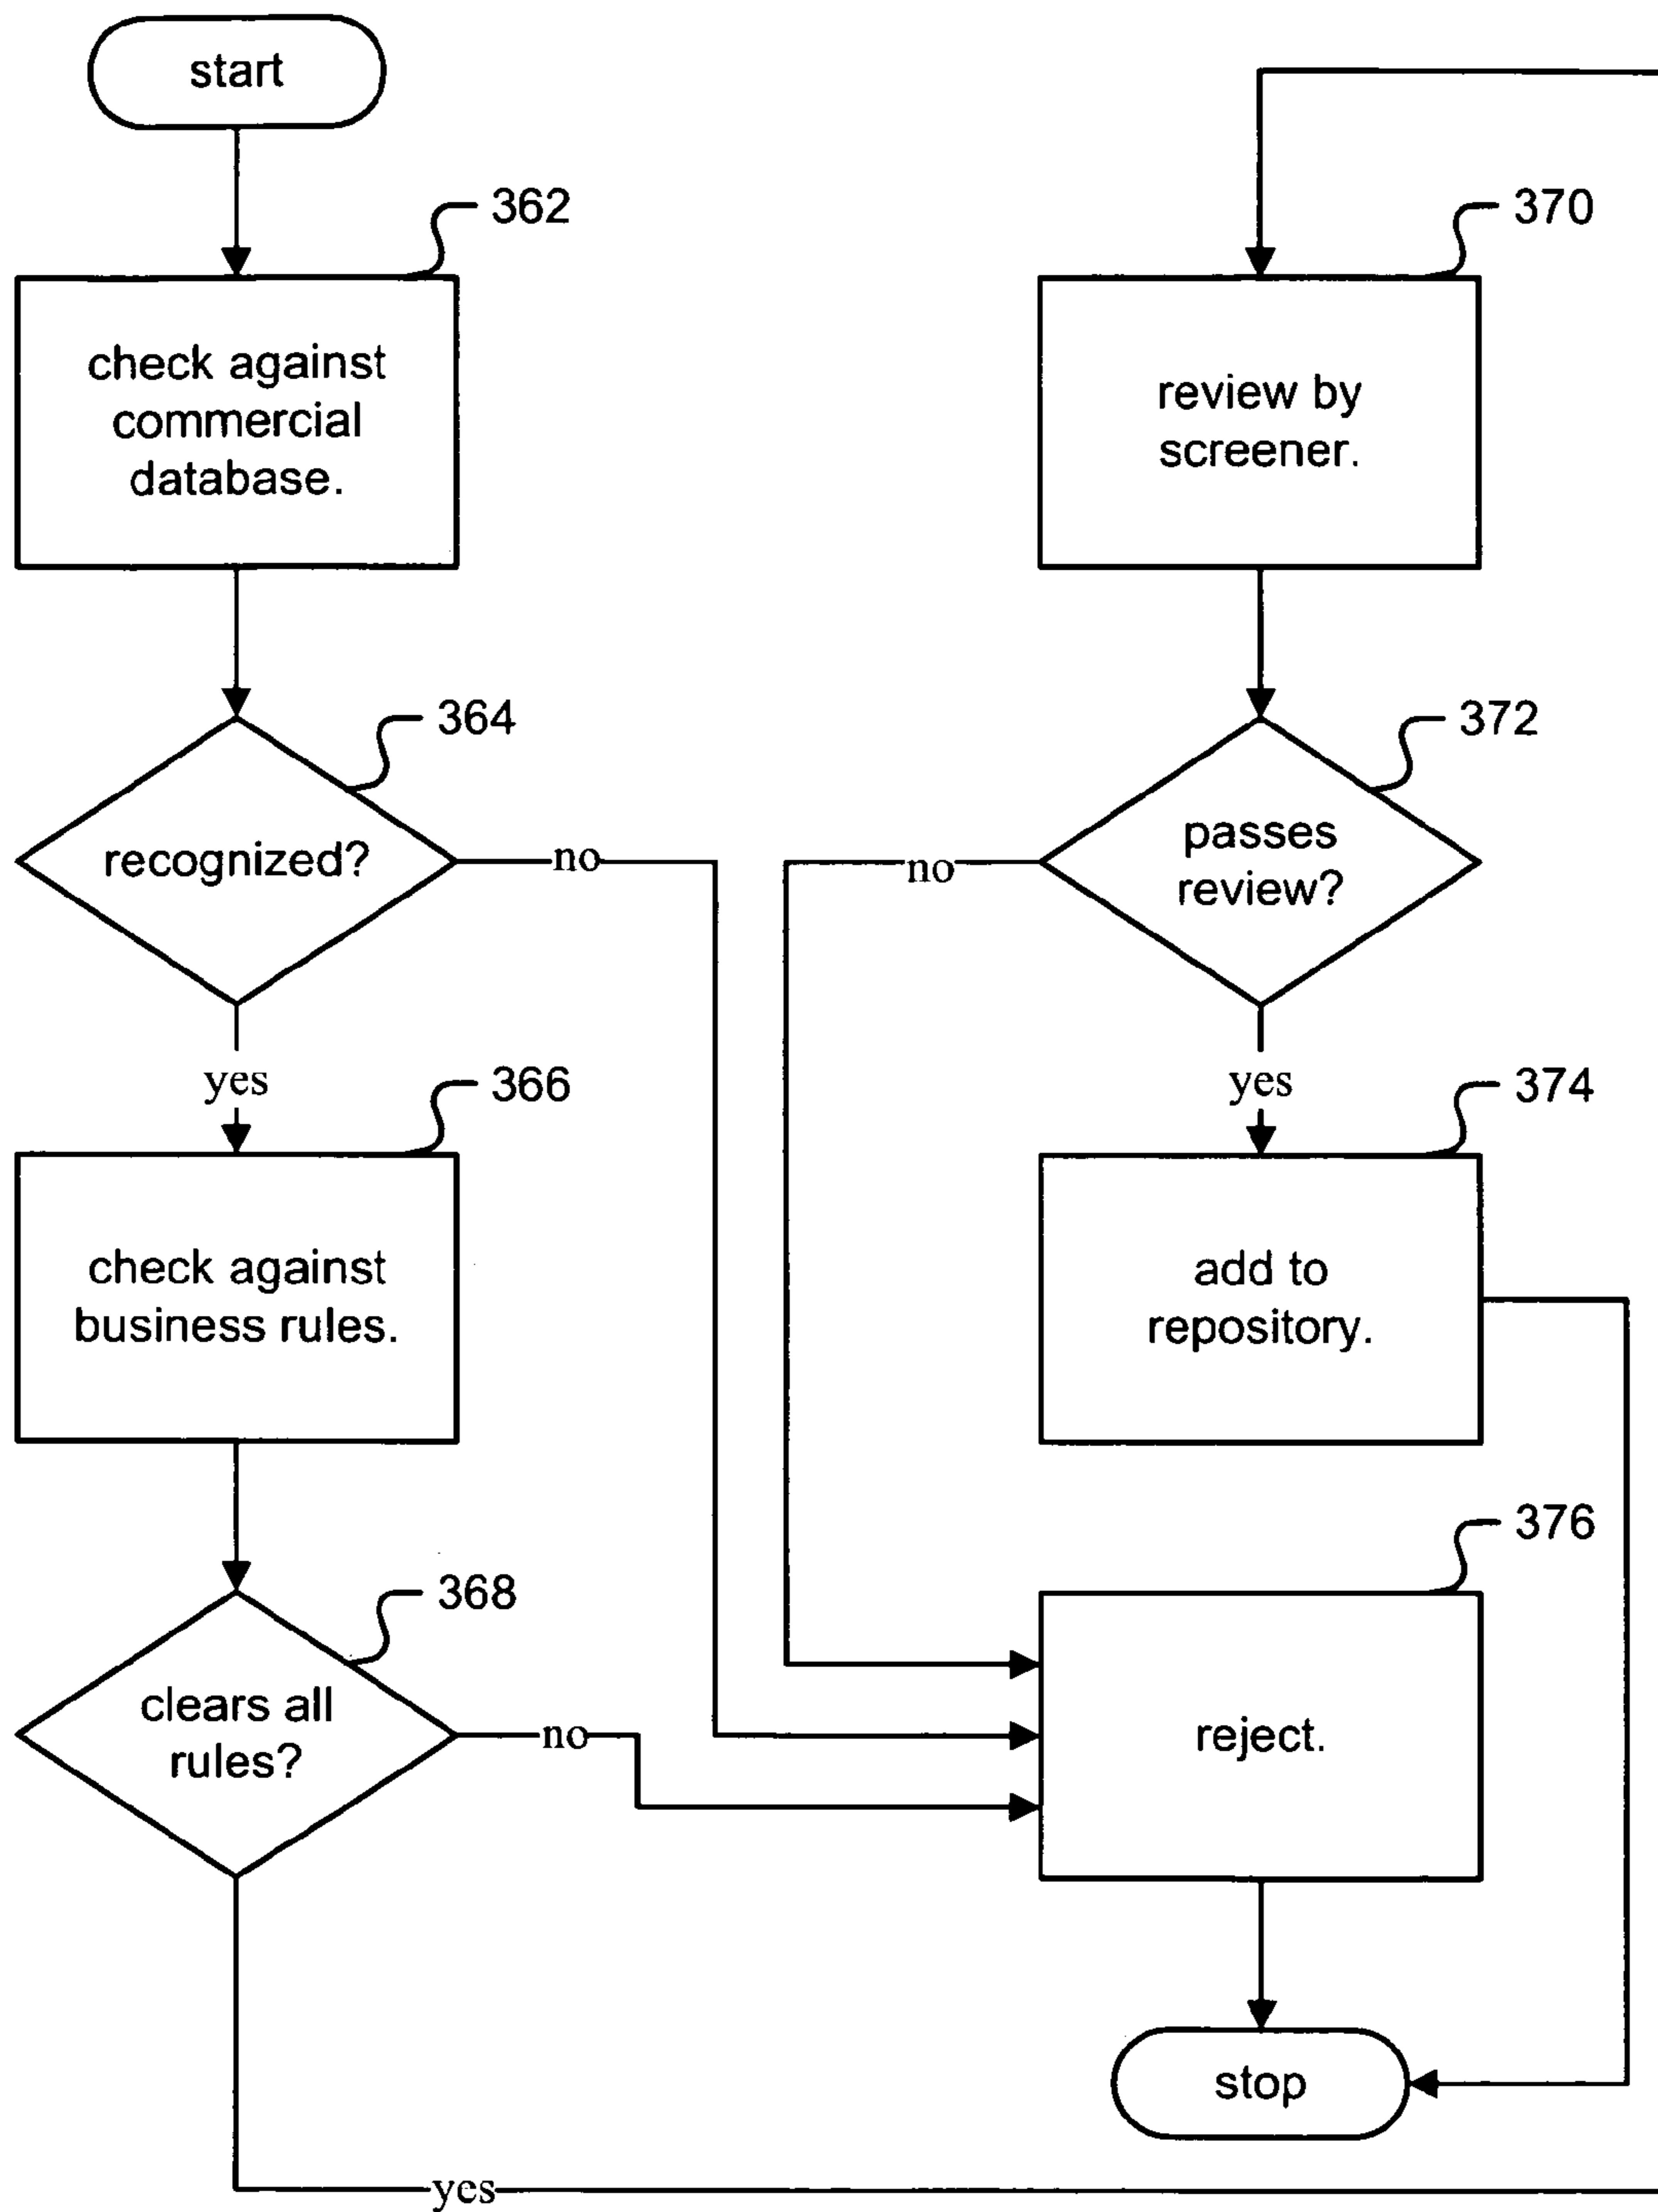 start
362
check against
commercial
database.
364
recognized?
no
yes
366
check against
business rules.
368
clears all
rules?
no
yes
370
review by
screener.
372
passes
review?
no
yes
374
add to
repository.
376
reject.
stop